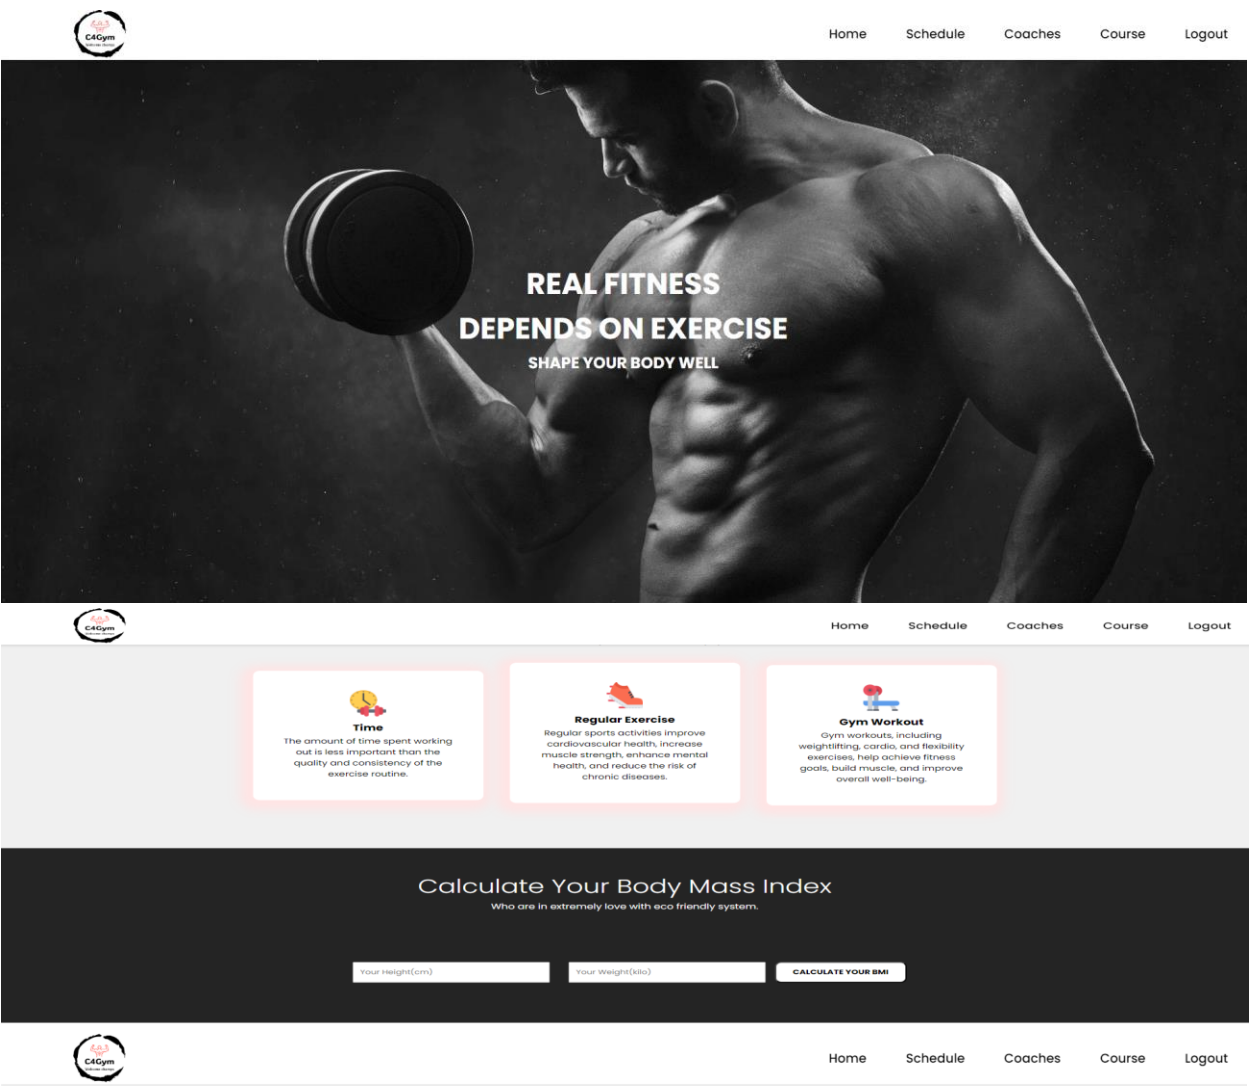 C4Gym
Home Schedule Coaches Course Logout
REAL FITNESS
DEPENDS ON EXERCISE
SHAPE YOUR BODY WELL
C4Gym
Home Schedule Coaches Course Logout
Time
The amount of time spent working
out is less important than the
quality and consistency of the
exercise routine.
Regular Exercise
Regular sports activities improve
cardiovascular health, increase
muscle strength, enhance mental
health, and reduce the risk of
chronic diseases.
Gym Workout
Gym workouts, including
weightlifting, cardio, and flexibility
exercises, help achieve fitness
goals, build muscle, and improve
overall well-being.
Calculate Your Body Mass Index
Who are in extremely love with eco friendly system.
Your Height(cm)
Your Weight(kilo)
CALCULATE YOUR BMI
C4Gym
Home Schedule Coaches Course Logout